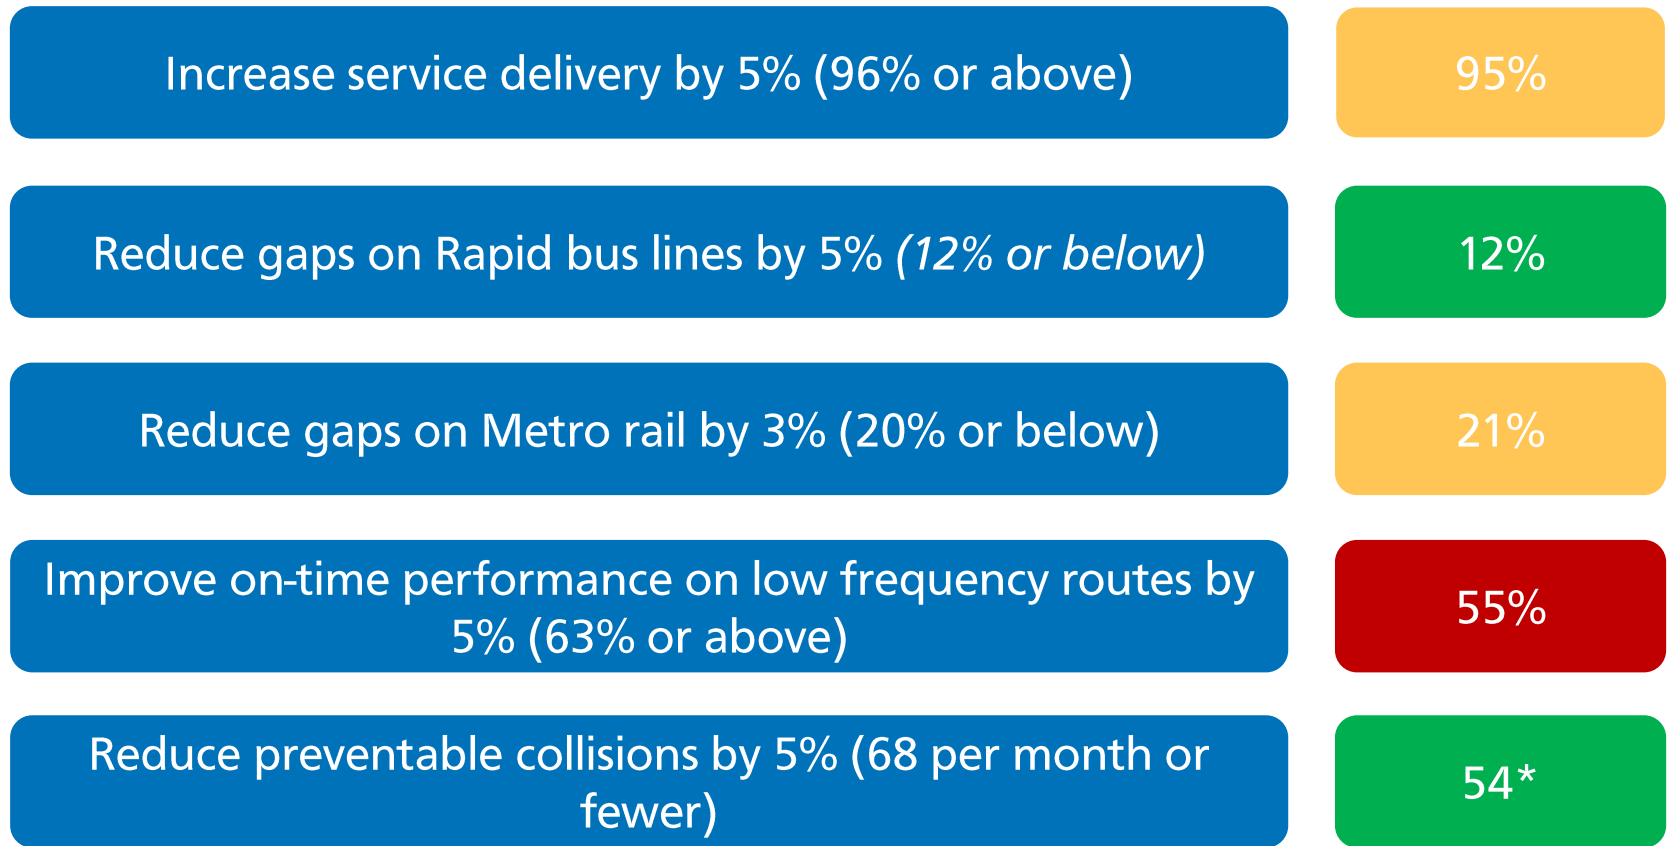 Increase service delivery by 5% (96% or above)
95%
Reduce gaps on Rapid bus lines by 5% (12% or below)
12%
Reduce gaps on Metro rail by 3% (20% or below)
21%
Improve on-time performance on low frequency routes by
5% (63% or above)
55%
Reduce preventable collisions by 5% (68 per month or
fewer)
54*